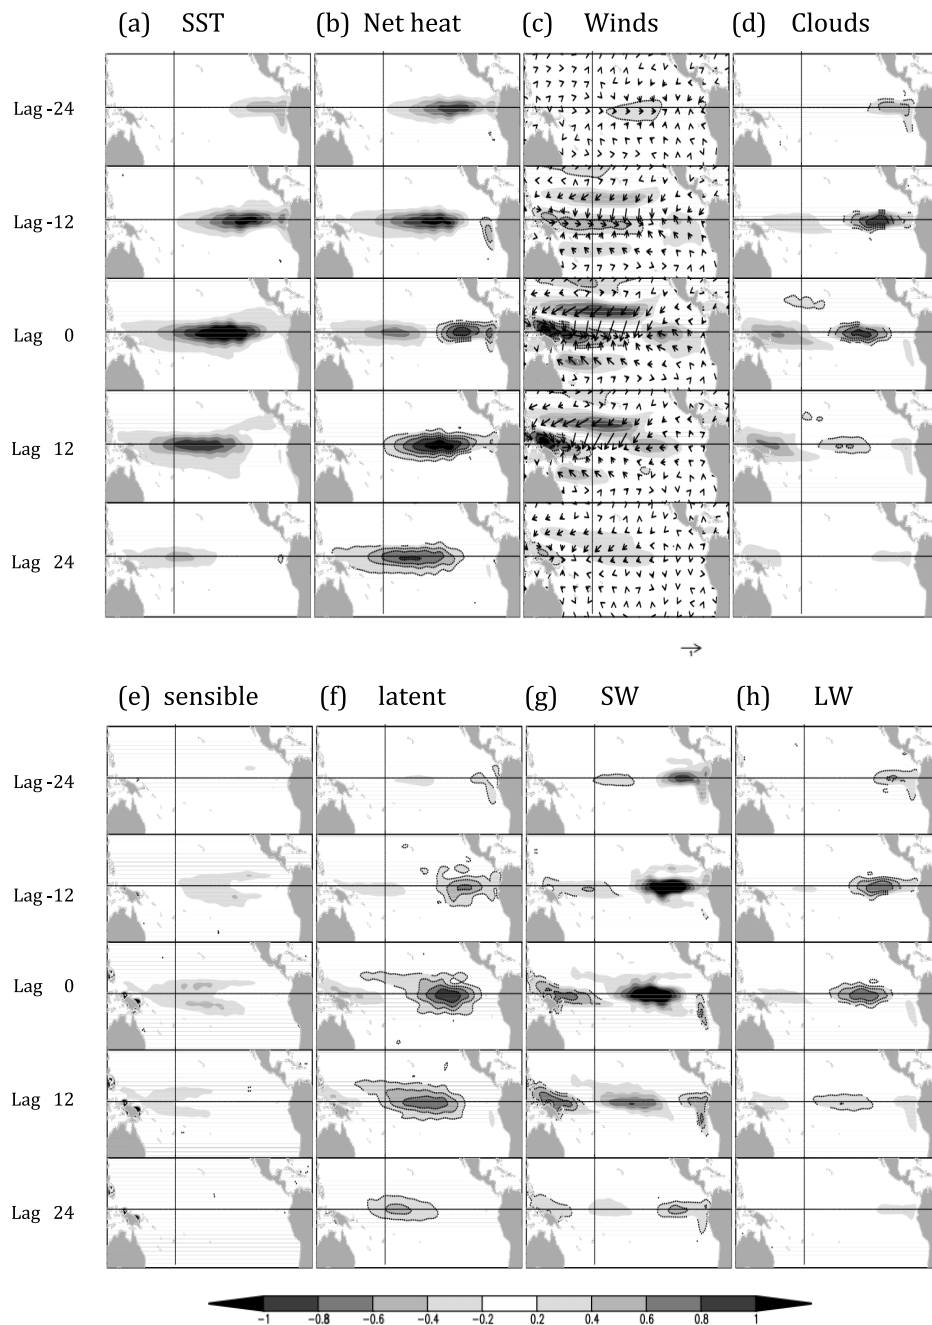 (a) SST (b) Net heat (c) Winds (d) Clouds
Lag -24
Lag -12
Lag 0
Lag 12
Lag 24
(e) sensible (f) latent (g) SW (h) LW
Lag -24
Lag -12
Lag 0
Lag 12
Lag 24
-1 -0.8 -0.6 -0.4 -0.2 0.2 0.4 0.6 0.8 1